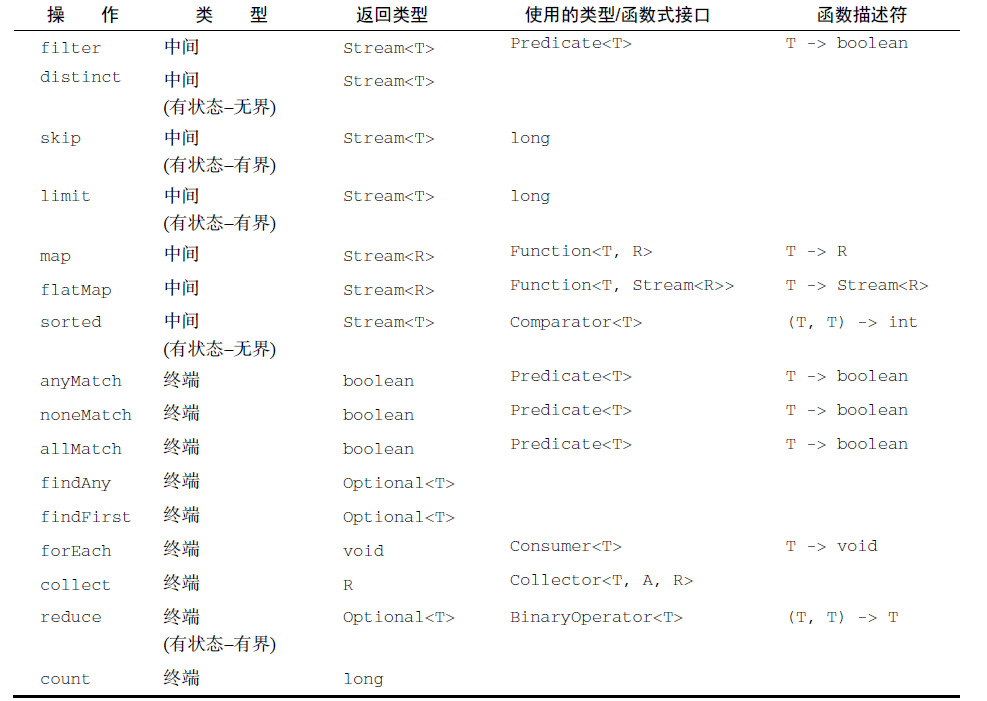 操 作 类 型 返回类型 使用的类型/函数式接口 函数描述符
filter 中间 Stream<T> Predicate<T> T -> boolean
distinct 中间 Stream<T>
(有状态–无界)
skip 中间 Stream<T> long
(有状态–有界)
limit 中间 Stream<T> long
(有状态–有界)
map 中间 Stream<R> Function<T, R> T -> R
flatMap 中间 Stream<R> Function<T, Stream<R>> T -> Stream<R>
sorted 中间 Stream<T> Comparator<T> (T, T) -> int
(有状态–无界)
anyMatch 终端 boolean Predicate<T> T -> boolean
noneMatch 终端 boolean Predicate<T> T -> boolean
allMatch 终端 boolean Predicate<T> T -> boolean
findAny 终端 Optional<T>
findFirst 终端 Optional<T>
forEach 终端 void Consumer<T> T -> void
collect 终端 R Collector<T, A, R>
reduce 终端 Optional<T> BinaryOperator<T> (T, T) -> T
(有状态–有界)
count 终端 long